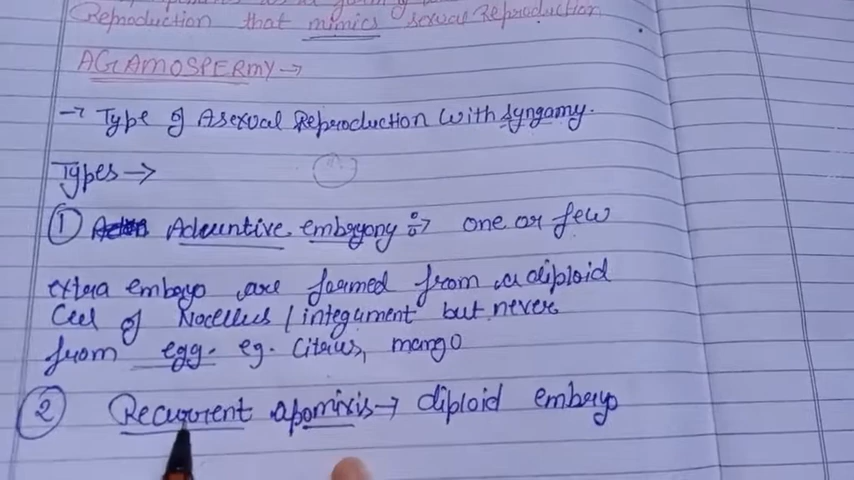 Reproduction that mimics sexual Reproduction
AGAMOSPERMY →
→ Type of Asexual Reproduction with syngamy.
Types →
① Adventive embryony :→ one or few
extra embryo are formed from a diploid
Cell of Nocellus / integument but never
from egg. eg. Citrus, mango
② Recurrent apomixis → diploid embryo